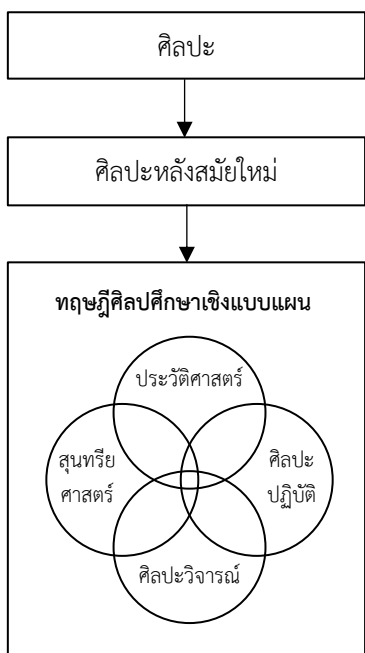 ศิลปะ
ศิลปะหลังสมัยใหม่
ทฤษฎีศิลปศึกษาเชิงแบบแผน
ประวัติศาสตร์
สุนทรีย
ศาสตร์
ศิลปะ
ปฏิบัติ
ศิลปะวิจารณ์